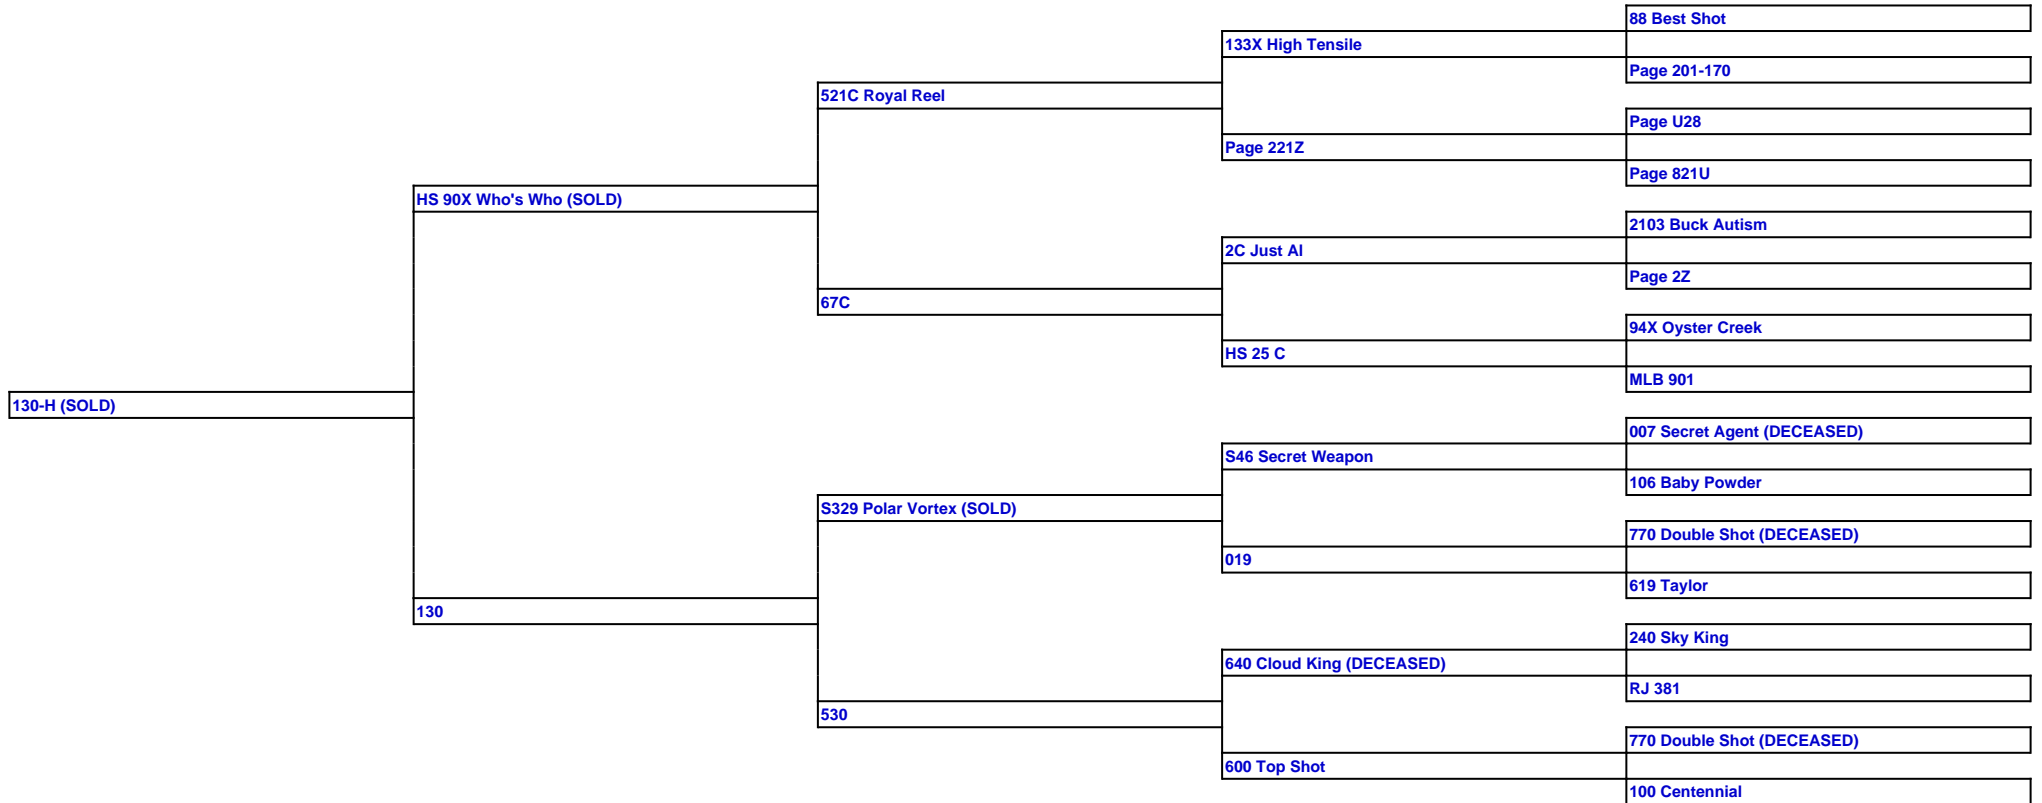 88 Best Shot
133X High Tensile
Page 201-170
521C Royal Reel
Page U28
Page 221Z
Page 821U
HS 90X Who's Who (SOLD)
2103 Buck Autism
2C Just AI
Page 2Z
67C
94X Oyster Creek
HS 25 C
MLB 901
130-H (SOLD)
007 Secret Agent (DECEASED)
S46 Secret Weapon
106 Baby Powder
S329 Polar Vortex (SOLD)
770 Double Shot (DECEASED)
019
619 Taylor
130
240 Sky King
640 Cloud King (DECEASED)
RJ 381
530
770 Double Shot (DECEASED)
600 Top Shot
100 Centennial